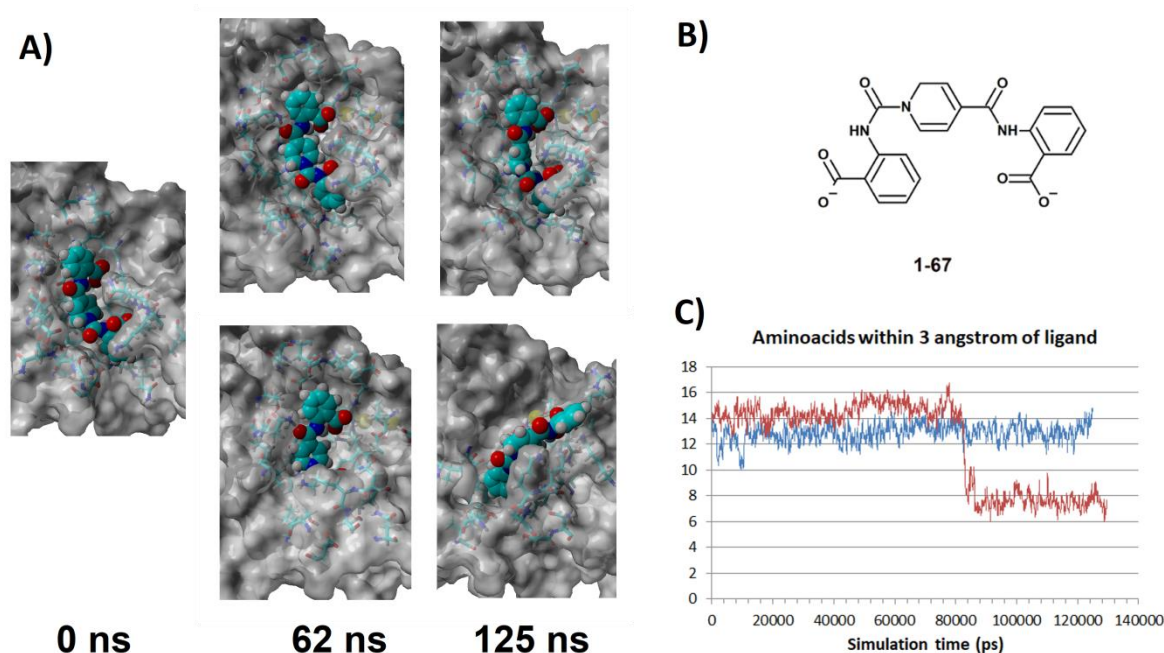 A)
0 ns
62 ns
125 ns
B)
O
N
O
NH
HN
O
O
O⁻
O
O⁻
1-67
C)
Aminoacids within 3 angstrom of ligand
18
16
14
12
10
8
6
4
2
0
0 20000 40000 60000 80000 100000 120000 140000
Simulation time (ps)